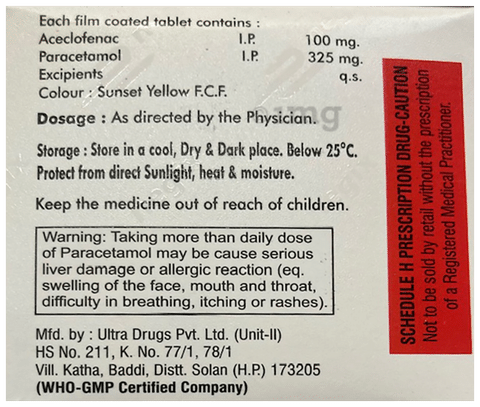 Each film coated tablet contains :
Aceclofenac I.P. 100 mg.
Paracetamol I.P. 325 mg.
Excipients q.s.
Colour : Sunset Yellow F.C.F.
Dosage : As directed by the Physician.
Storage : Store in a cool, Dry & Dark place. Below 25°C.
Protect from direct Sunlight, heat & moisture.
Keep the medicine out of reach of children.
Warning: Taking more than daily dose
of Paracetamol may be cause serious
liver damage or allergic reaction (eq.
swelling of the face, mouth and throat,
difficulty in breathing, itching or rashes).
Mfd. by : Ultra Drugs Pvt. Ltd. (Unit-II)
HS No. 211, K. No. 77/1, 78/1
Vill. Katha, Baddi, Distt. Solan (H.P.) 173205
(WHO-GMP Certified Company)
SCHEDULE H PRESCRIPTION DRUG-CAUTION
Not to be sold by retail without the prescription
of a Registered Medical Practitioner.